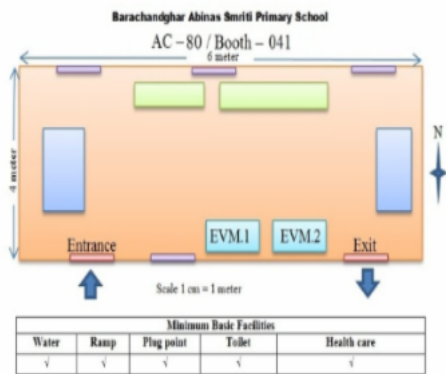 Barachandghar Abinas Smriti Primary School
AC – 80 / Booth – 041
6 meter
4 meter
N
EVM.1 EVM.2
Entrance Exit
Scale 1 cm = 1 meter
Minimum Basic Facilities
Water Ramp Plug point Toilet Health care
√ √ √ √ √